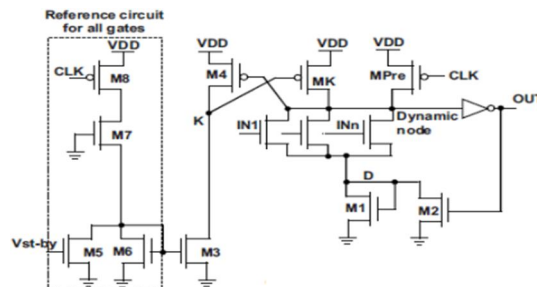 Reference circuit
for all gates
VDD
VDD
VDD
VDD
CLK
M8
M4
MK
MPre
CLK
M7
K
IN1
INn
Dynamic
node
OUT
D
Vst-by
M5
M6
M3
M1
M2